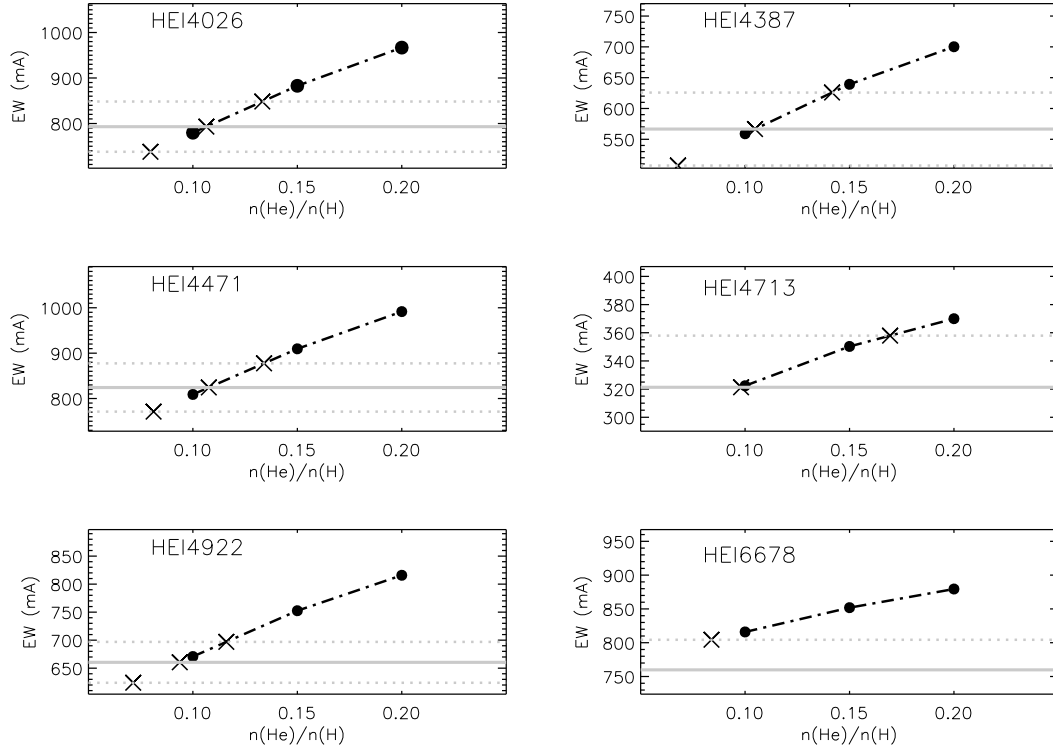 HEI4026
EW (mA)
1000
900
800
0.10 0.15 0.20
n(He)/n(H)
HEI4387
EW (mA)
750
700
650
600
550
0.10 0.15 0.20
n(He)/n(H)
HEI4471
EW (mA)
1000
900
800
0.10 0.15 0.20
n(He)/n(H)
HEI4713
EW (mA)
400
380
360
340
320
300
0.10 0.15 0.20
n(He)/n(H)
HEI4922
EW (mA)
850
800
750
700
650
0.10 0.15 0.20
n(He)/n(H)
HEI6678
EW (mA)
950
900
850
800
750
0.10 0.15 0.20
n(He)/n(H)